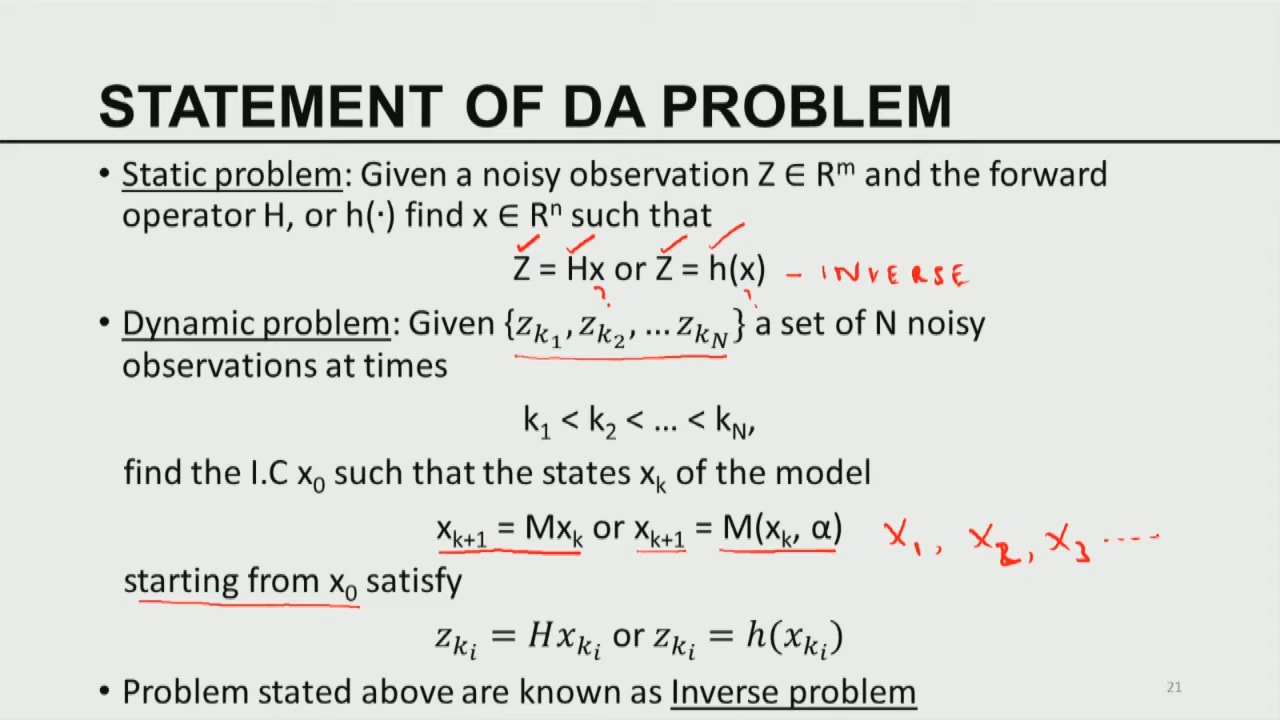 STATEMENT OF DA PROBLEM
• Static problem: Given a noisy observation Z ∈ Rᵐ and the forward
operator H, or h(·) find x ∈ Rⁿ such that
Z = Hx or Z = h(x) – INVERSE
? ?
• Dynamic problem: Given {z_{k_1}, z_{k_2}, … z_{k_N}} a set of N noisy
observations at times
k₁ < k₂ < … < k_N,
find the I.C x₀ such that the states x_k of the model
x_{k+1} = Mx_k or x_{k+1} = M(x_k, α) x₁, x₂, x₃ ....
starting from x₀ satisfy
z_{k_i} = Hx_{k_i} or z_{k_i} = h(x_{k_i})
• Problem stated above are known as Inverse problem
21